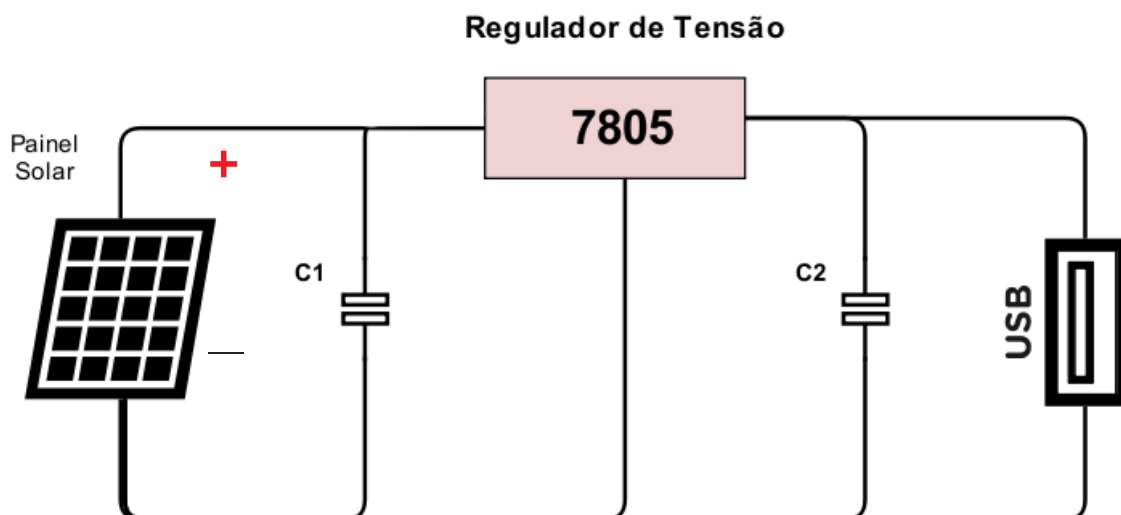 Regulador de Tensão
7805
Painel
Solar
+
C1
C2
USB
—